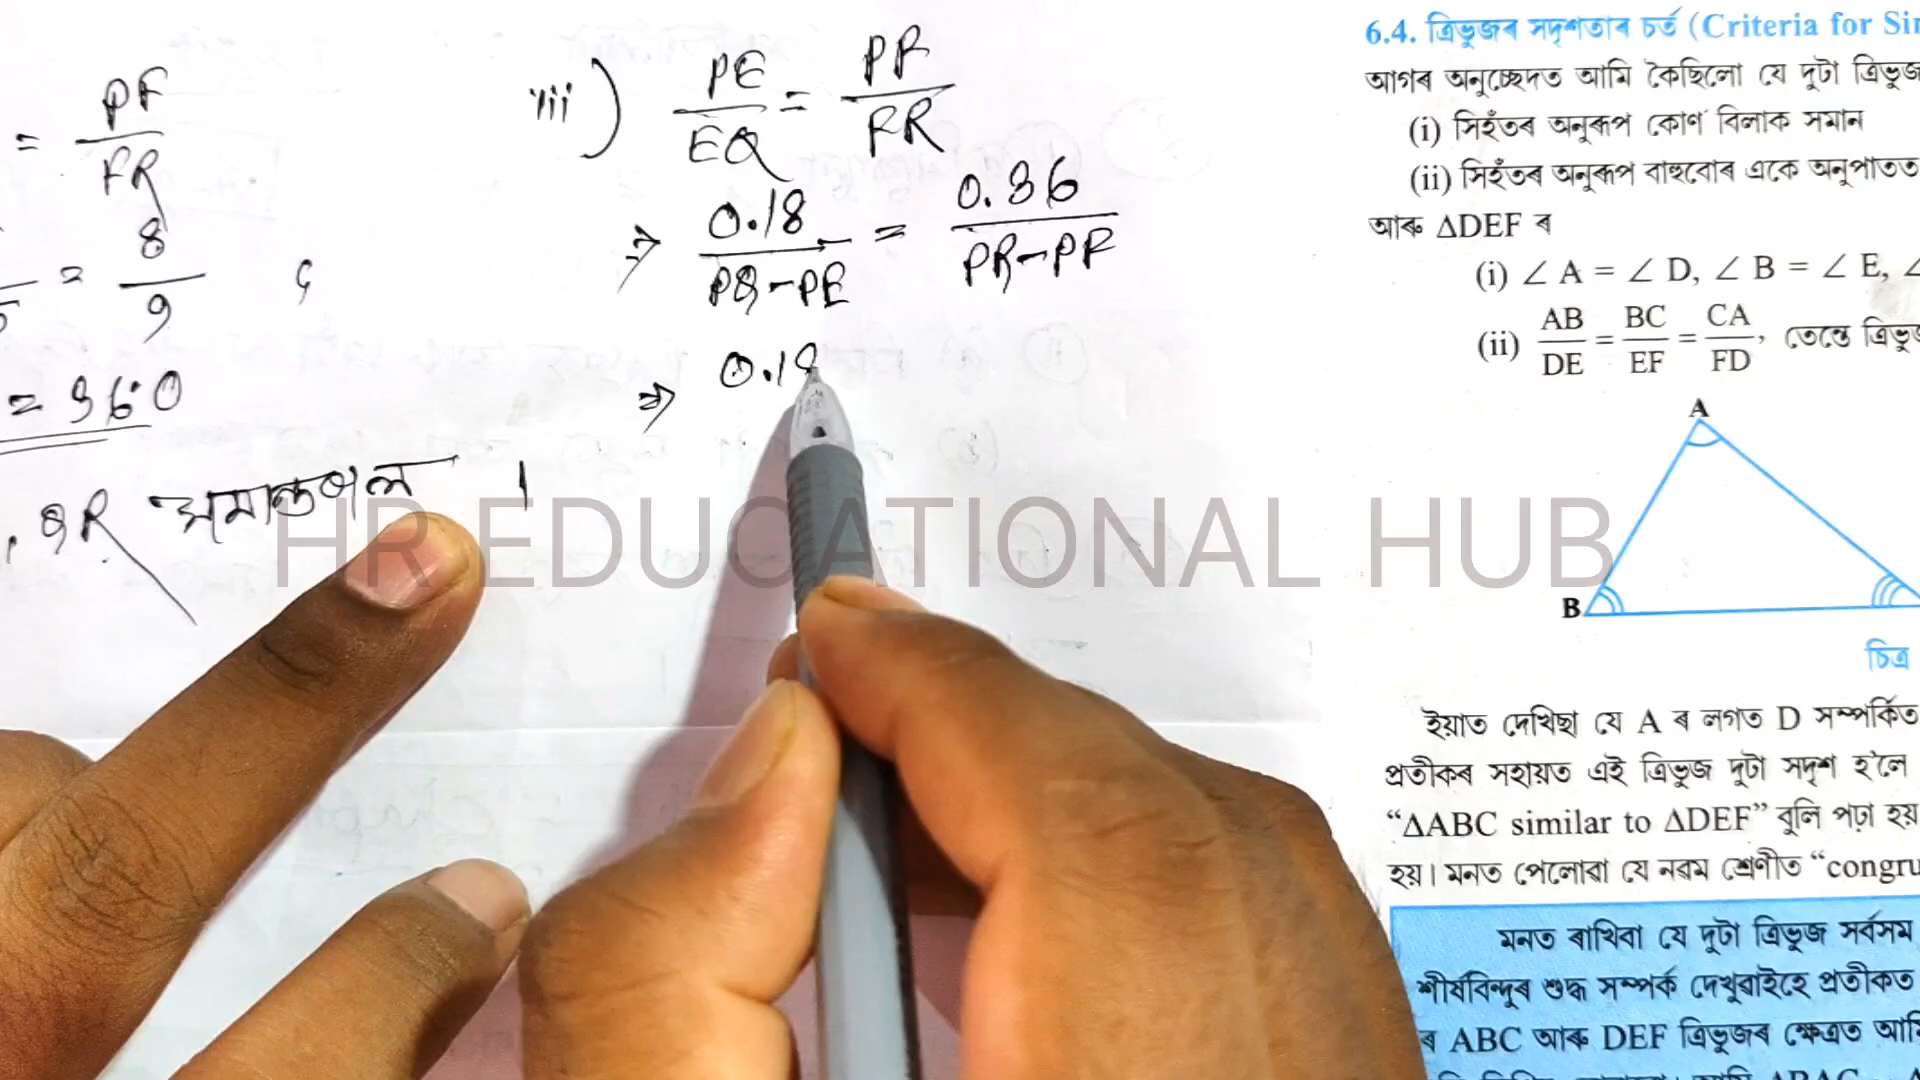 = PF / FR
= 8 / 9
= 360
QR সমান্তৰাল ।
iii) PE / EQ = PF / FR
⇒ 0.18 / PQ-PE = 0.36 / PR-PF
⇒ 0.18
HR EDUCATIONAL HUB
6.4. ত্ৰিভুজৰ সদৃশতাৰ চৰ্ত (Criteria for Sin
আগৰ অনুচ্ছেদত আমি কৈছিলো যে দুটা ত্ৰিভুজ
(i) সিহঁতৰ অনুৰূপ কোণ বিলাক সমান
(ii) সিহঁতৰ অনুৰূপ বাহুবোৰ একে অনুপাতত
আৰু ΔDEF ৰ
(i) ∠ A = ∠ D, ∠ B = ∠ E, ∠
(ii) AB / DE = BC / EF = CA / FD, তেন্তে ত্ৰিভুজ
A
B
চিত্ৰ
ইয়াত দেখিছা যে A ৰ লগত D সম্পৰ্কিত
প্ৰতীকৰ সহায়ত এই ত্ৰিভুজ দুটা সদৃশ হ'লে
“ΔABC similar to ΔDEF” বুলি পঢ়া হয়
হয়। মনত পেলোৱা যে নৱম শ্ৰেণীত “congru
মনত ৰাখিবা যে দুটা ত্ৰিভুজ সৰ্বসম
শীৰ্ষবিন্দুৰ শুদ্ধ সম্পৰ্ক দেখুৱাইহে প্ৰতীকত
ৰ ABC আৰু DEF ত্ৰিভুজৰ ক্ষেত্ৰত আমি